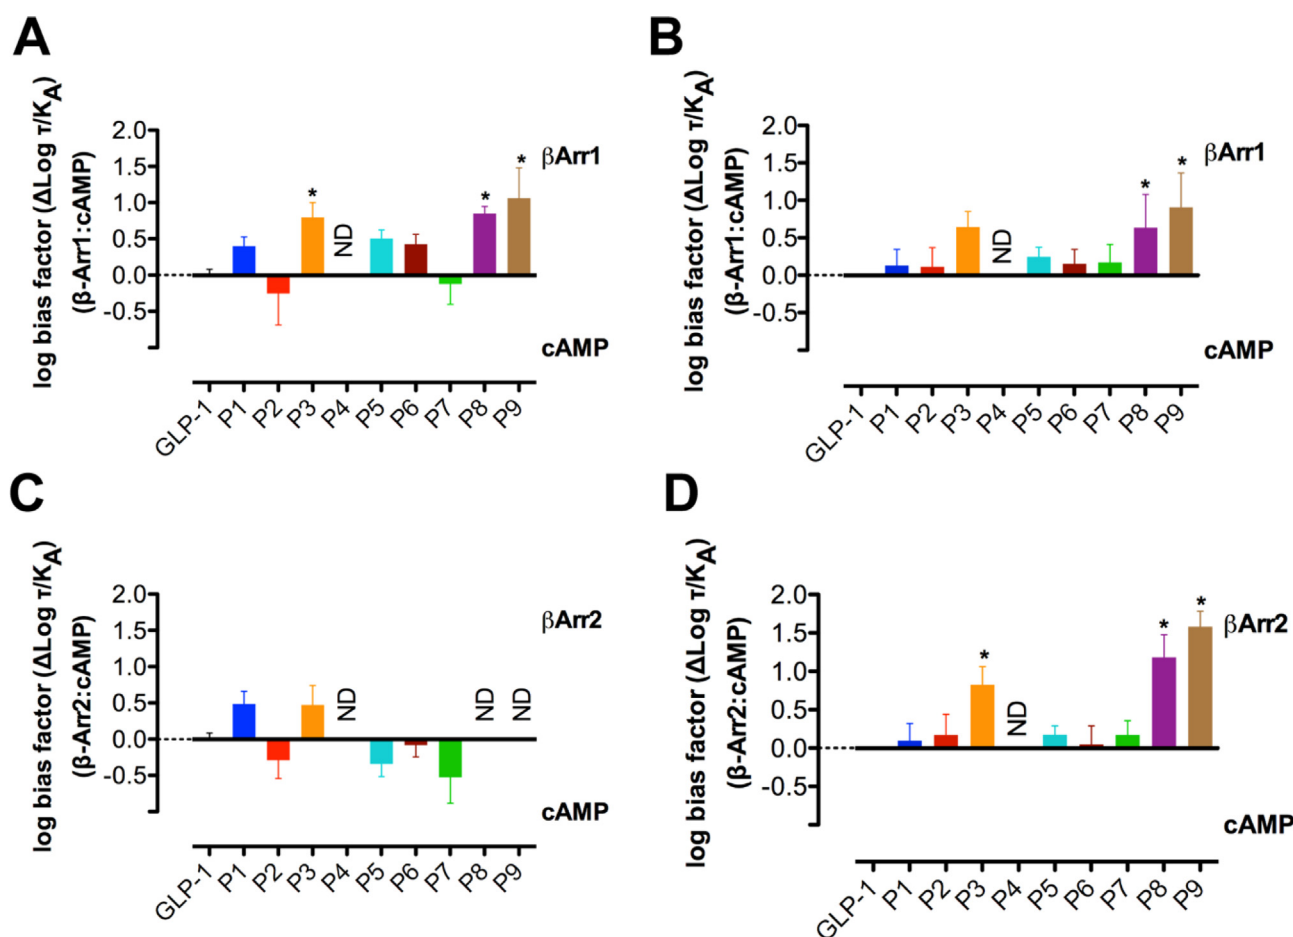 A
log bias factor (ΔLog τ/KA)
(β-Arr1:cAMP)
2.0
1.5
1.0
0.5
0.0
-0.5
βArr1
cAMP
* * *
ND
GLP-1 P1 P2 P3 P4 P5 P6 P7 P8 P9
B
log bias factor (ΔLog τ/KA)
(β-Arr1:cAMP)
2.0
1.5
1.0
0.5
0.0
-0.5
βArr1
cAMP
* *
ND
GLP-1 P1 P2 P3 P4 P5 P6 P7 P8 P9
C
log bias factor (ΔLog τ/KA)
(β-Arr2:cAMP)
2.0
1.5
1.0
0.5
0.0
-0.5
βArr2
cAMP
ND ND ND
GLP-1 P1 P2 P3 P4 P5 P6 P7 P8 P9
D
log bias factor (ΔLog τ/KA)
(β-Arr2:cAMP)
2.0
1.5
1.0
0.5
0.0
-0.5
βArr2
cAMP
* * *
ND
GLP-1 P1 P2 P3 P4 P5 P6 P7 P8 P9